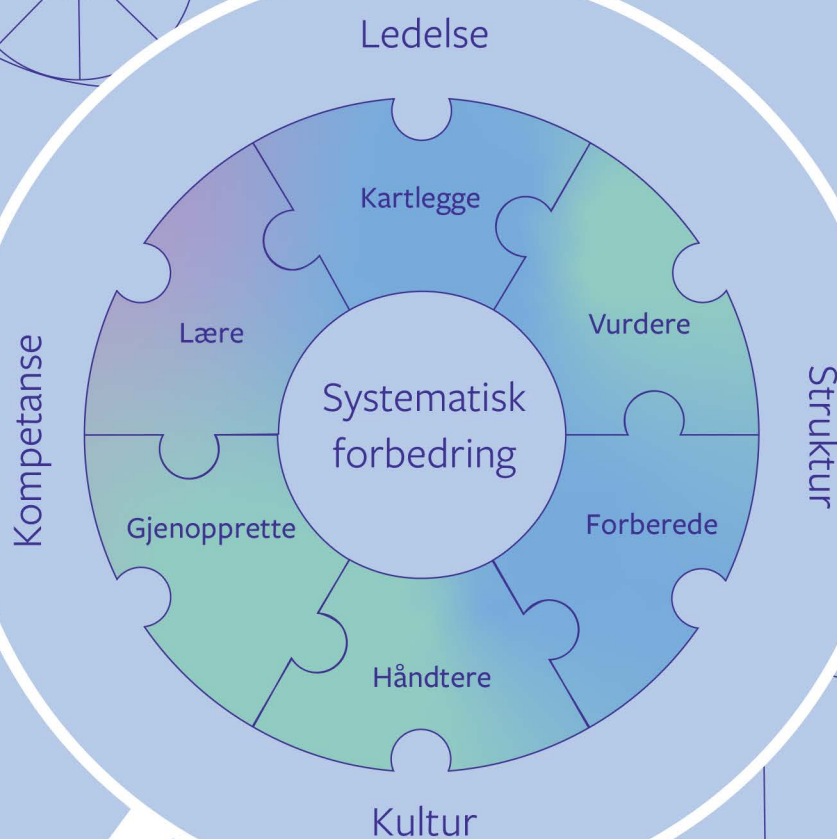 Ledelse
Kartlegge
Vurdere
Lære
Systematisk
forbedring
Kompetanse
Struktur
Gjenopprette
Forberede
Håndtere
Kultur